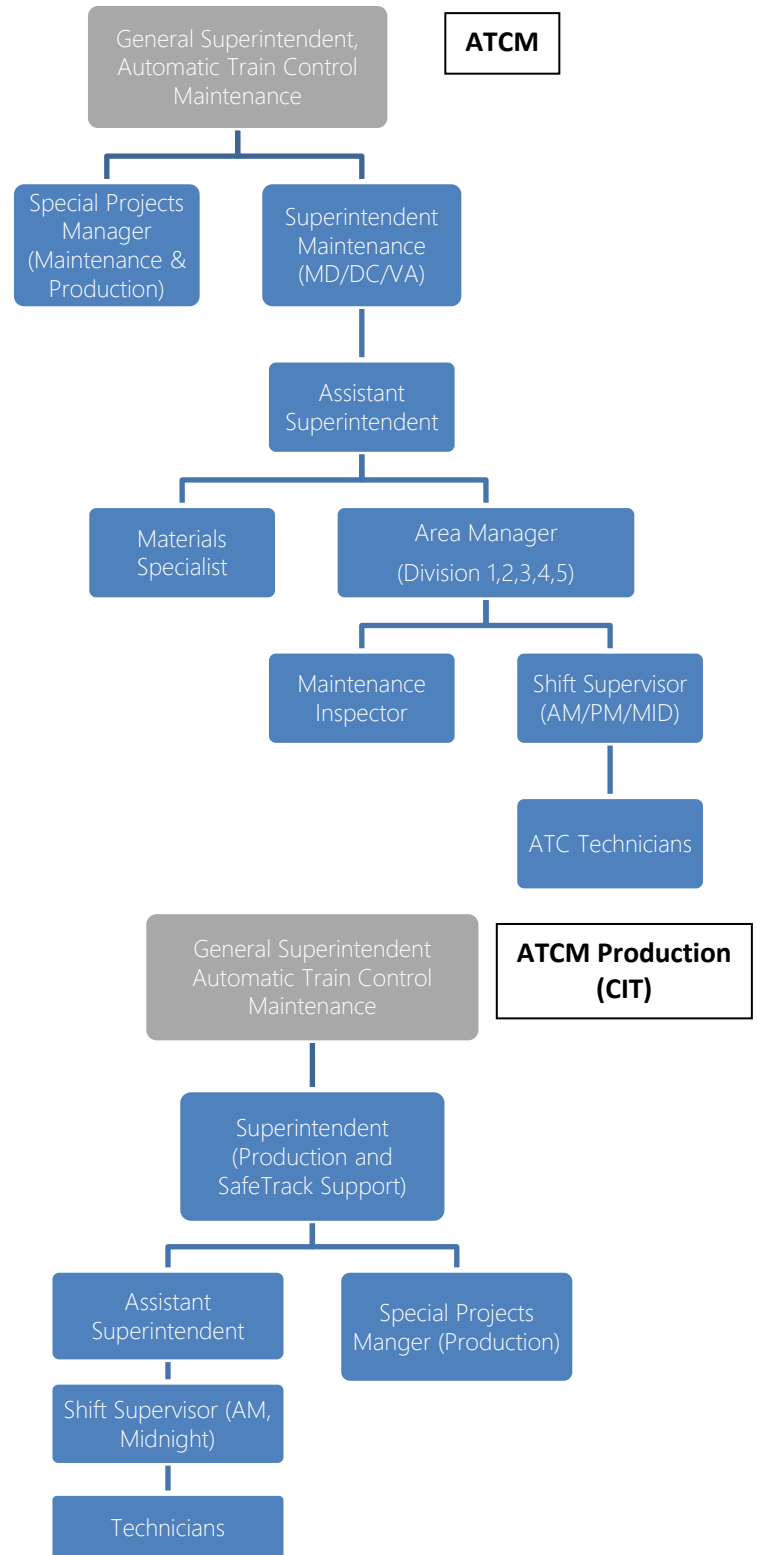 General Superintendent,
Automatic Train Control
Maintenance
ATCM
Special Projects
Manager
(Maintenance &
Production)
Superintendent
Maintenance
(MD/DC/VA)
Assistant
Superintendent
Materials
Specialist
Area Manager
(Division 1,2,3,4,5)
Maintenance
Inspector
Shift Supervisor
(AM/PM/MID)
ATC Technicians
General Superintendent
Automatic Train Control
Maintenance
ATCM Production
(CIT)
Superintendent
(Production and
SafeTrack Support)
Assistant
Superintendent
Special Projects
Manger (Production)
Shift Supervisor (AM,
Midnight)
Technicians